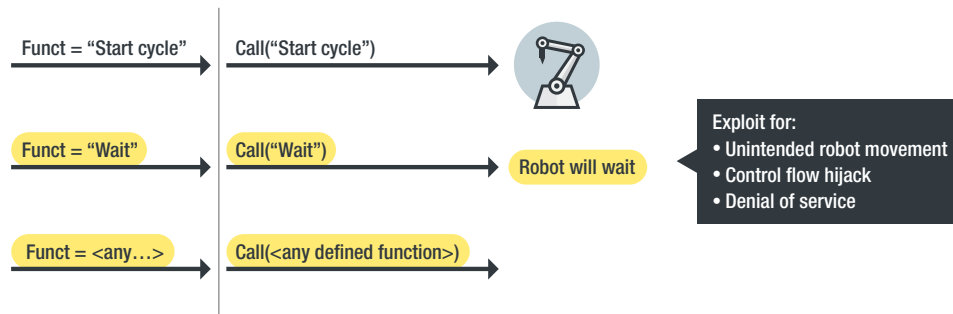 Funct = “Start cycle”
Call(“Start cycle”)
Funct = “Wait”
Call(“Wait”)
Robot will wait
Exploit for:
• Unintended robot movement
• Control flow hijack
• Denial of service
Funct = <any…>
Call(<any defined function>)